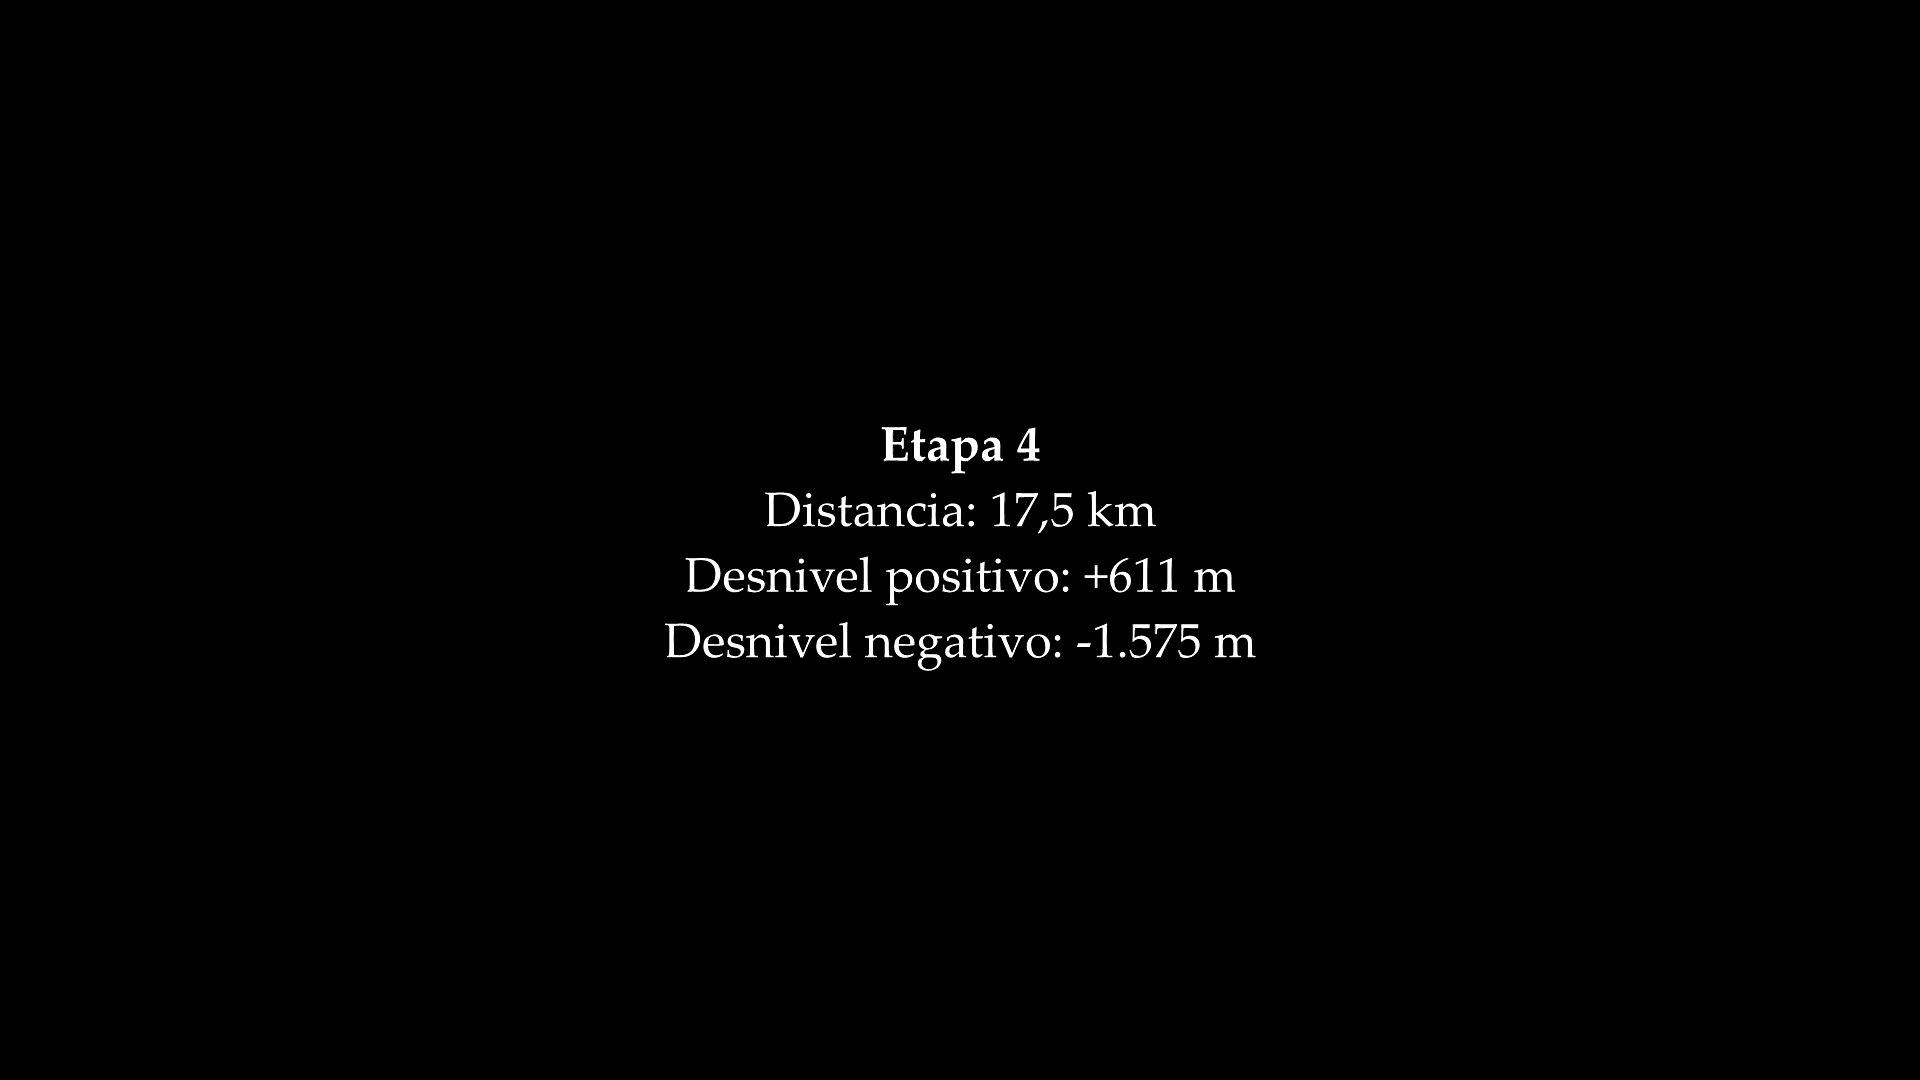 Etapa 4
Distancia: 17,5 km
Desnivel positivo: +611 m
Desnivel negativo: -1.575 m